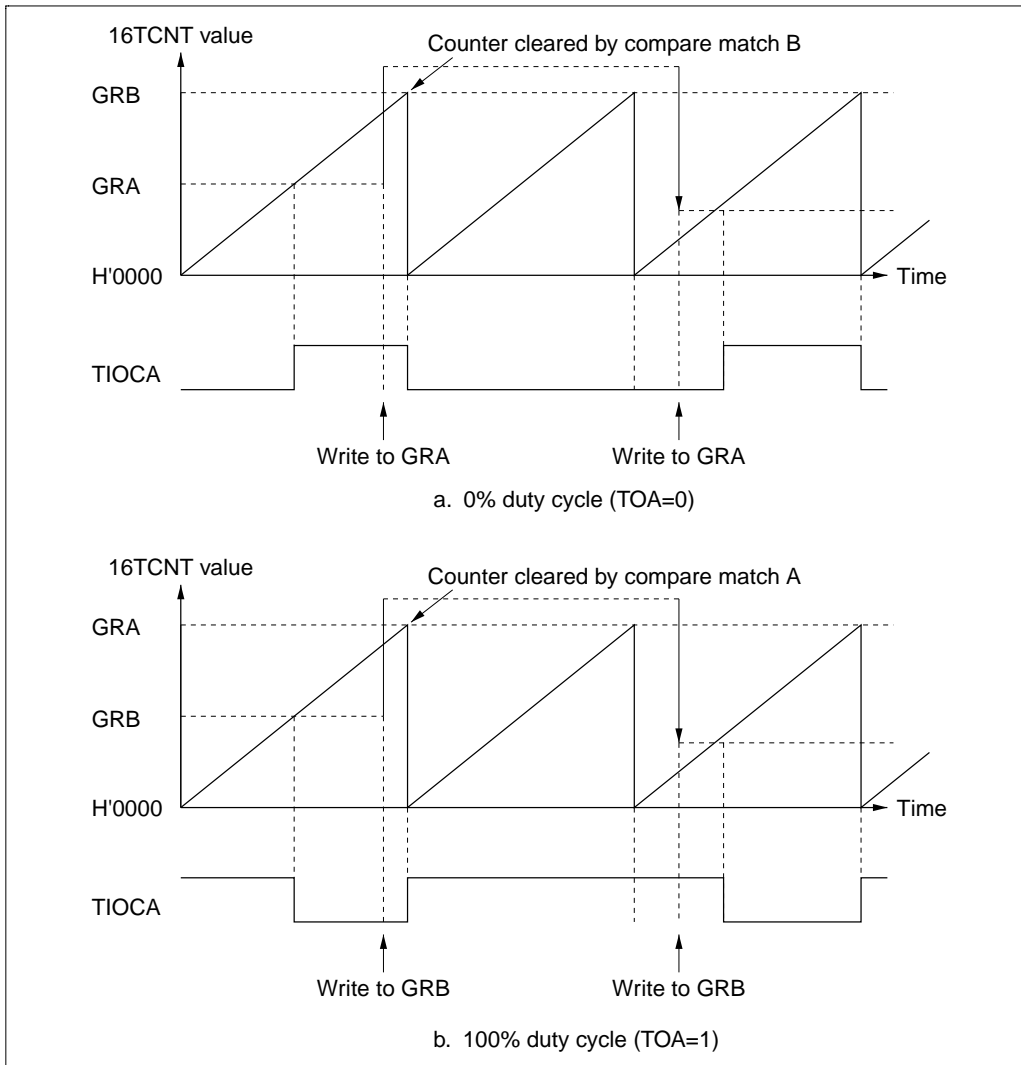 16TCNT value
Counter cleared by compare match B
GRB
GRA
H'0000
Time
TIOCA
Write to GRA
Write to GRA
a. 0% duty cycle (TOA=0)
16TCNT value
Counter cleared by compare match A
GRA
GRB
H'0000
Time
TIOCA
Write to GRB
Write to GRB
b. 100% duty cycle (TOA=1)